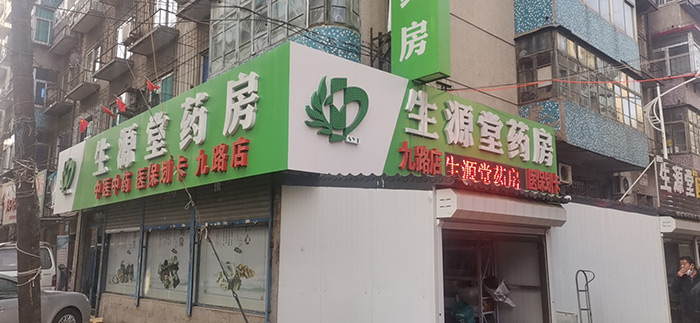 生源堂药房
中医中药 医保刷卡 九路店
房
生源堂药房
九路店
生源堂药房
医保刷卡
生源